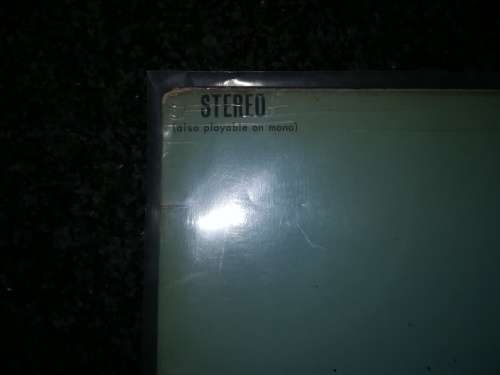 STEREO
(also playable on mono)